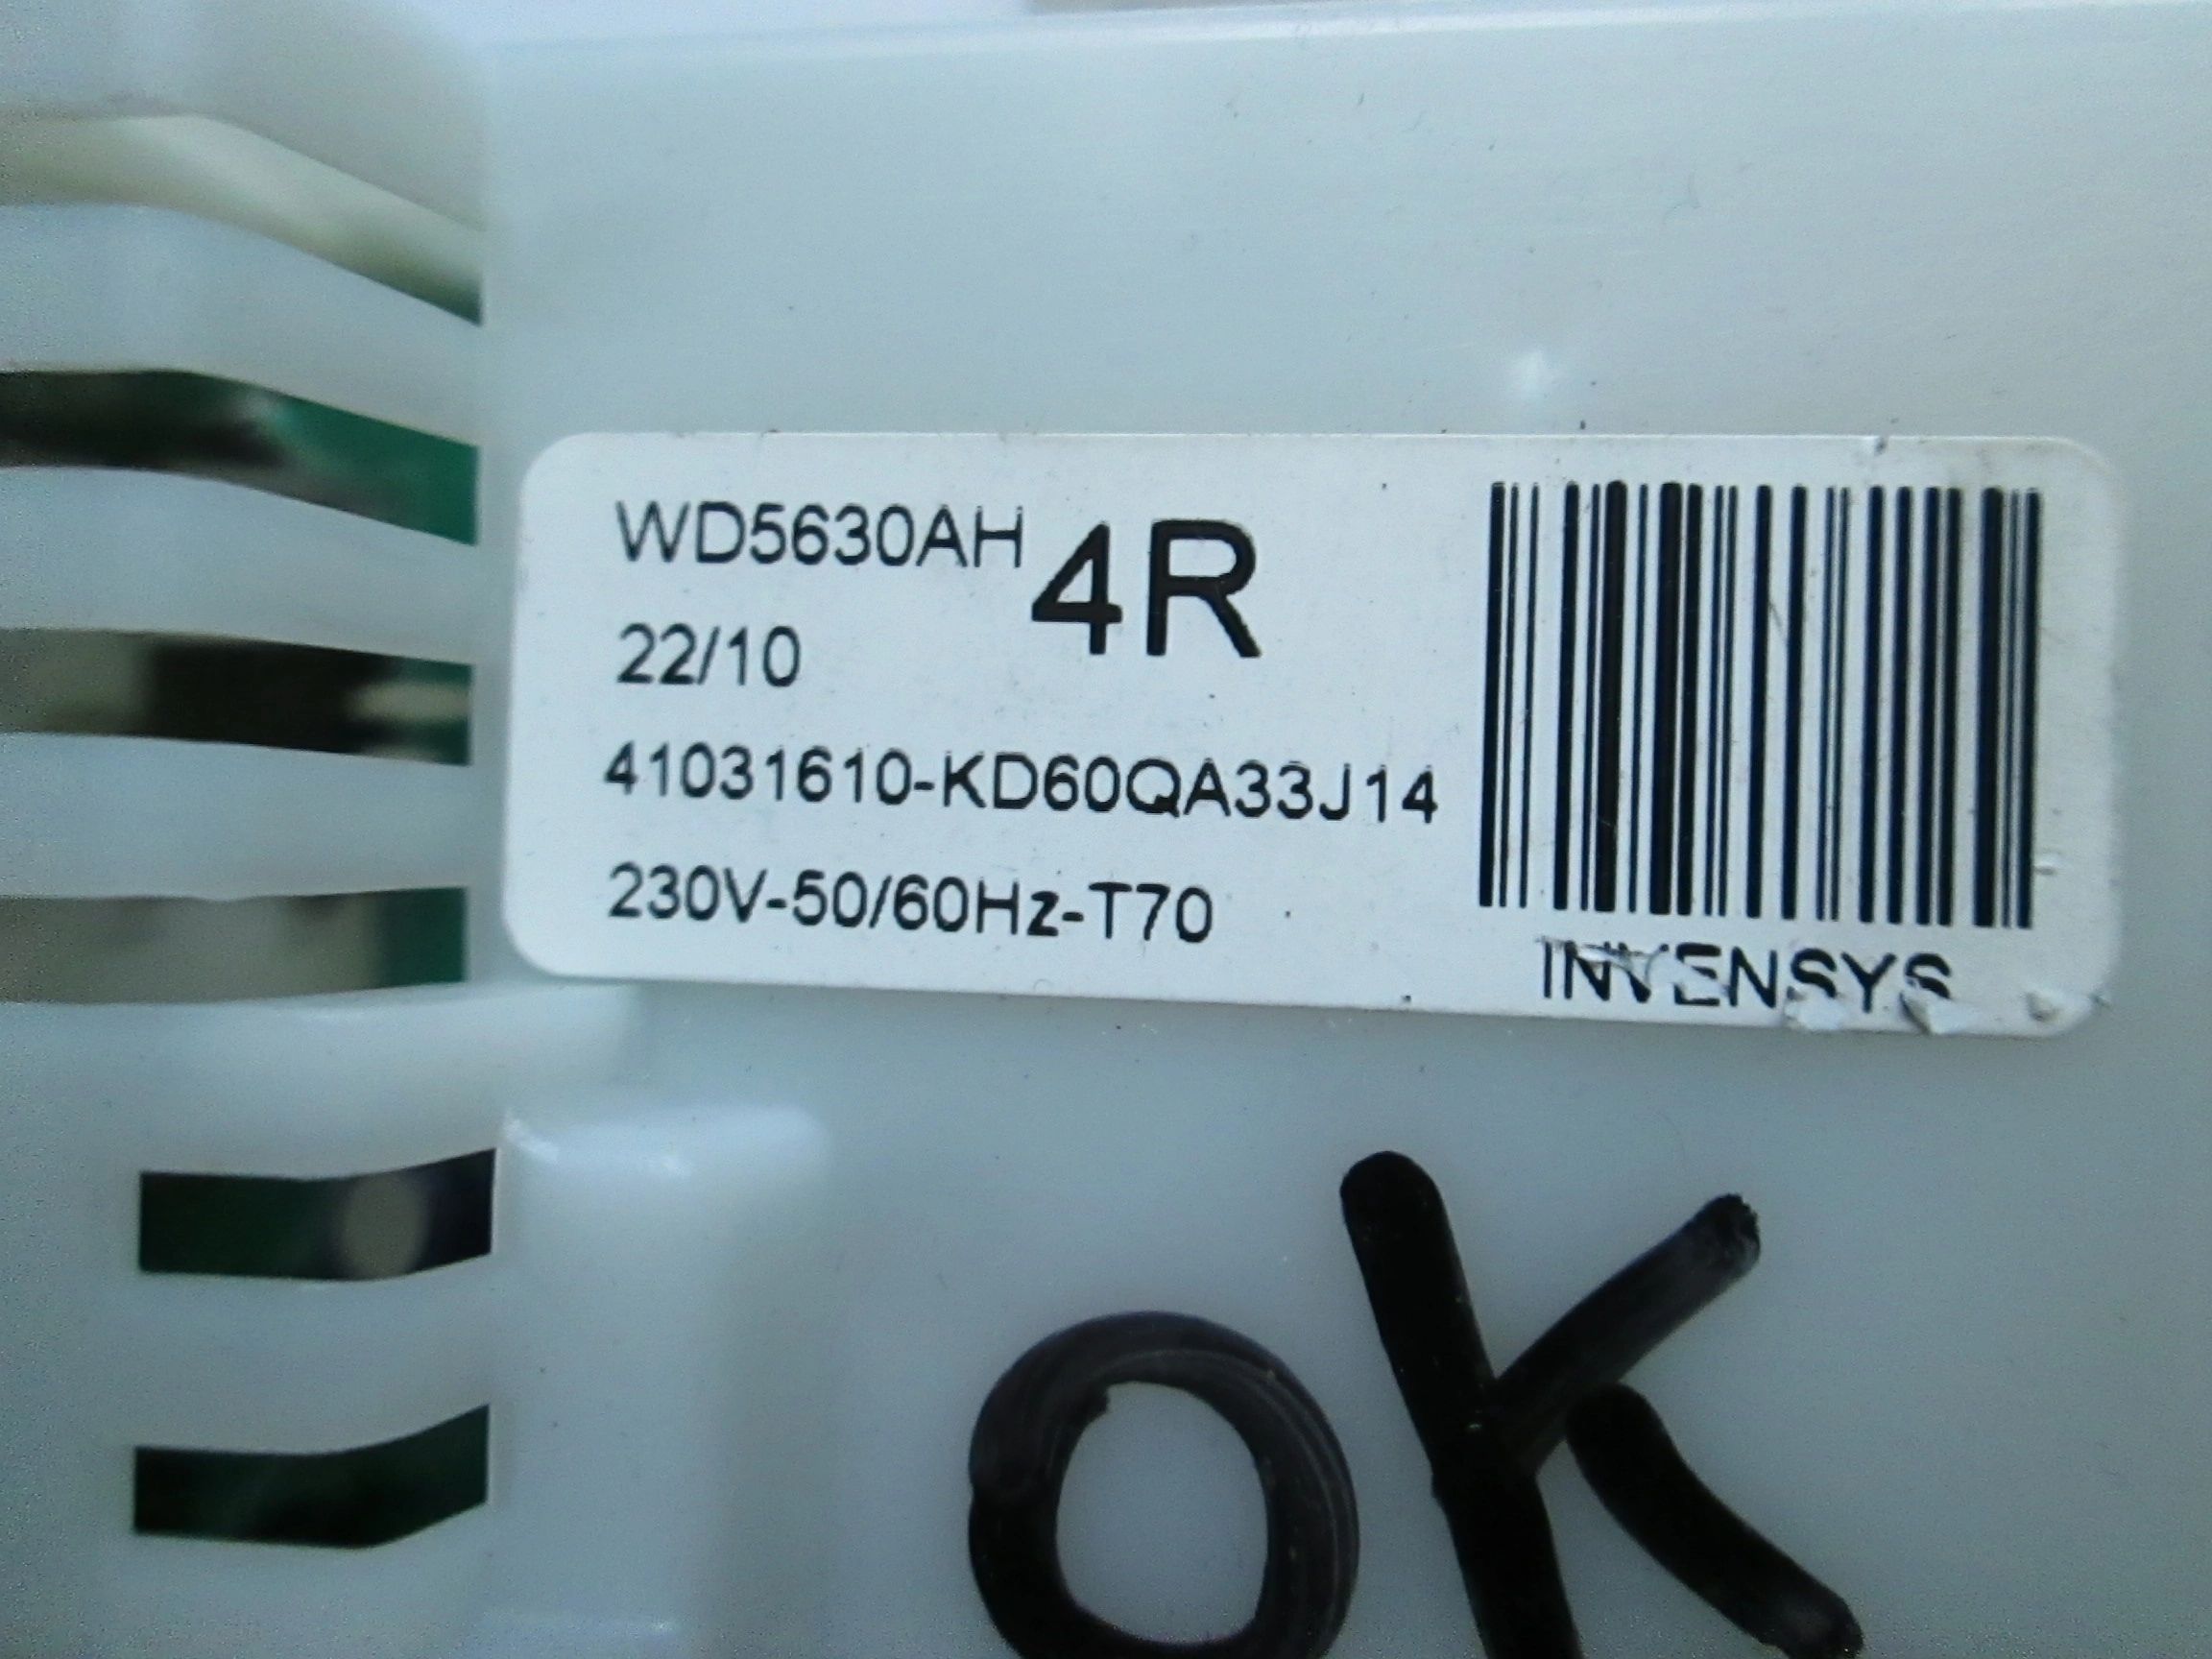 WD5630AH 4R
22/10
41031610-KD60QA33J14
230V-50/60Hz-T70
INVENSYS
OK